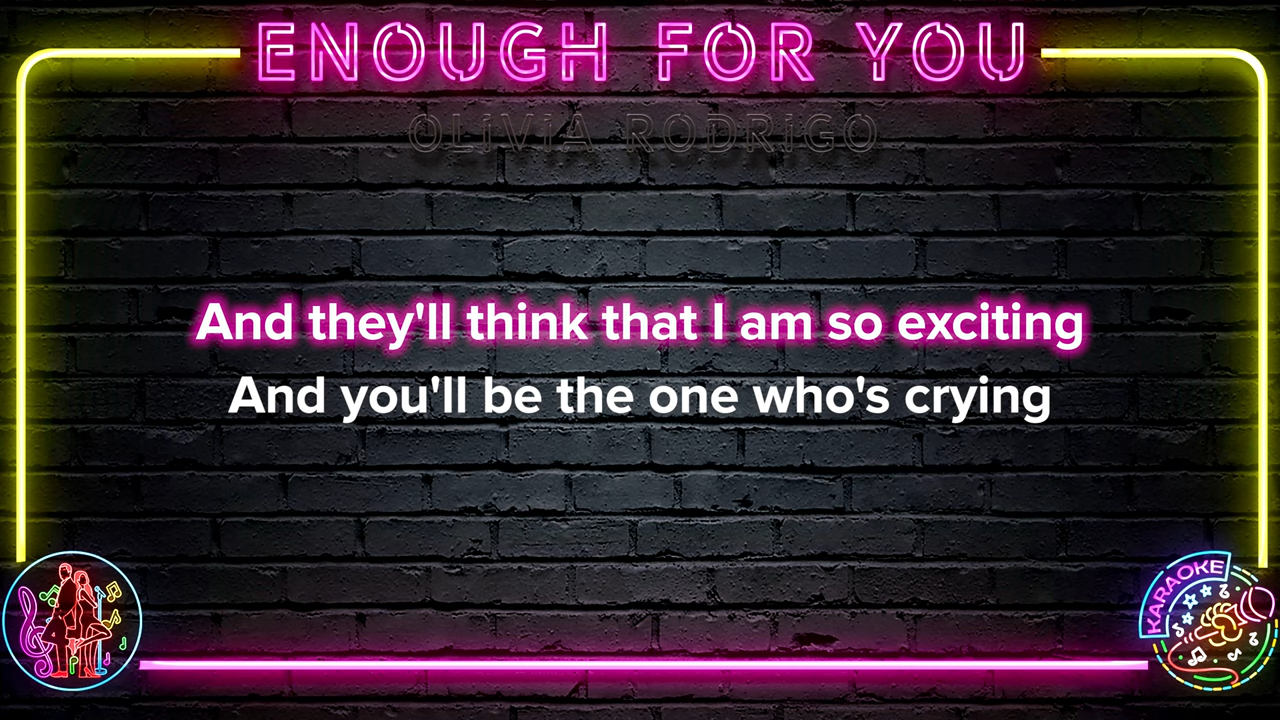 ENOUGH FOR YOU
OLiViA RODRiGO
And they'll think that I am so exciting
And you'll be the one who's crying
KARAOKE